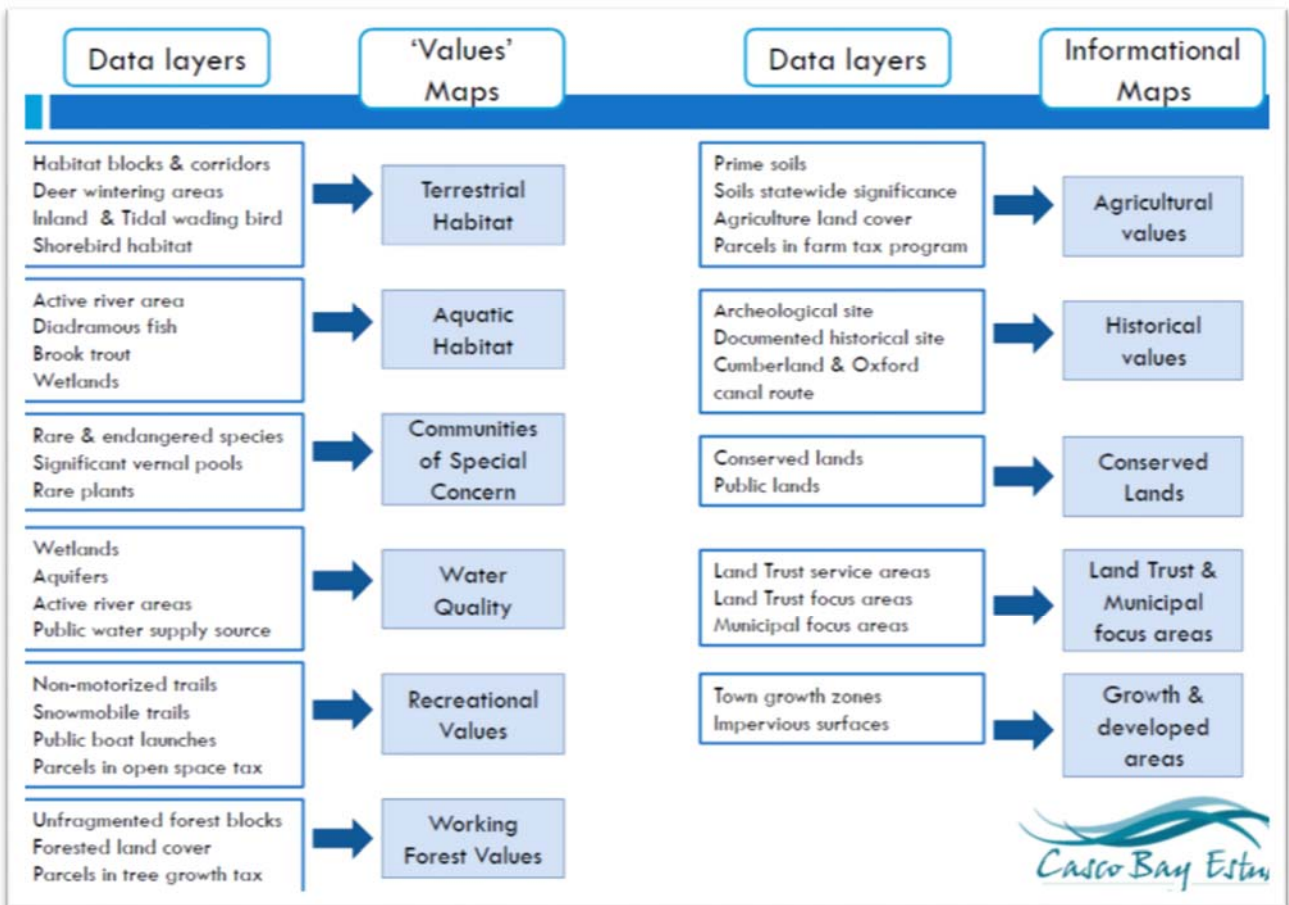 Data layers
'Values'
Maps
Data layers
Informational
Maps
Habitat blocks & corridors
Deer wintering areas
Inland & Tidal wading bird
Shorebird habitat
Terrestrial
Habitat
Active river area
Diadramous fish
Brook trout
Wetlands
Aquatic
Habitat
Rare & endangered species
Significant vernal pools
Rare plants
Communities
of Special
Concern
Wetlands
Aquifers
Active river areas
Public water supply source
Water
Quality
Non-motorized trails
Snowmobile trails
Public boat launches
Parcels in open space tax
Recreational
Values
Unfragmented forest blocks
Forested land cover
Parcels in tree growth tax
Working
Forest Values
Prime soils
Soils statewide significance
Agriculture land cover
Parcels in farm tax program
Agricultural
values
Archeological site
Documented historical site
Cumberland & Oxford
canal route
Historical
values
Conserved lands
Public lands
Conserved
Lands
Land Trust service areas
Land Trust focus areas
Municipal focus areas
Land Trust &
Municipal
focus areas
Town growth zones
Impervious surfaces
Growth &
developed
areas
Casco Bay Estu